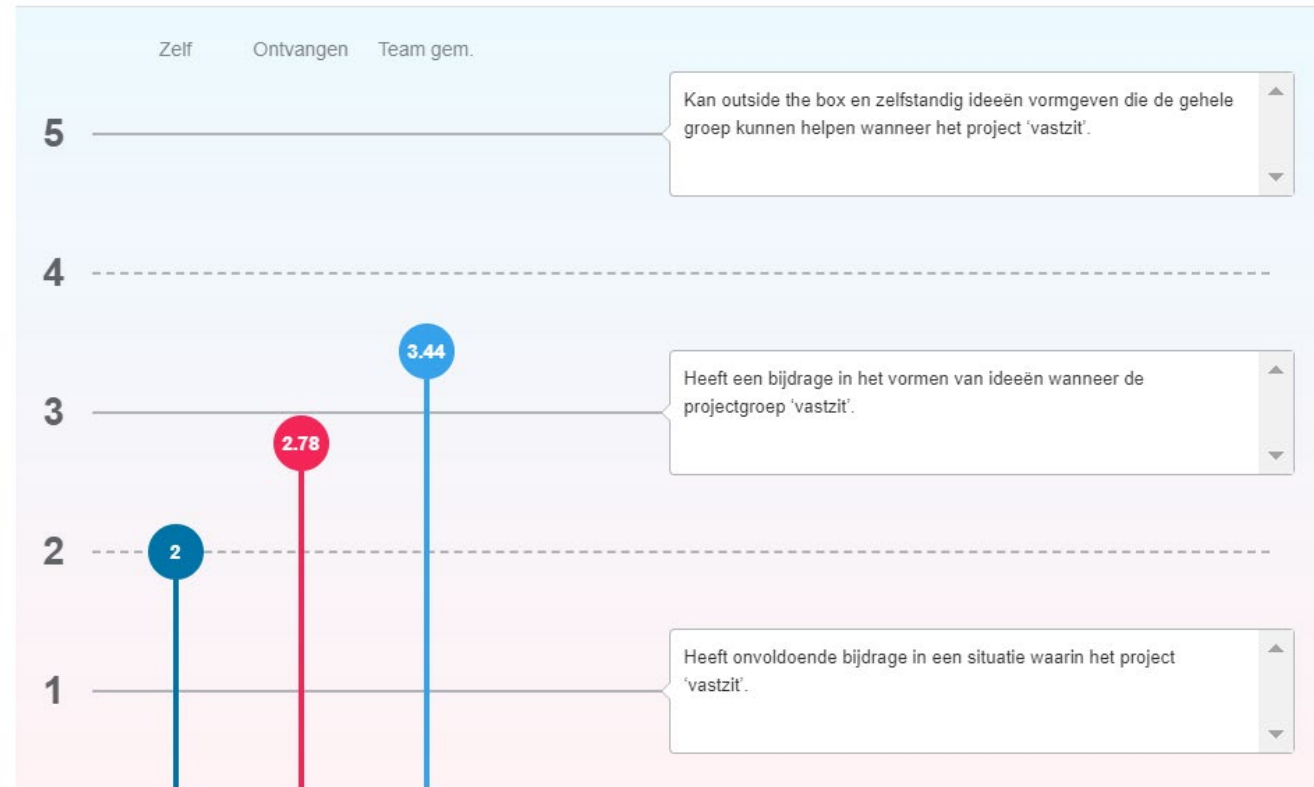 Zelf Ontvangen Team gem.
5
Kan outside the box en zelfstandig ideeën vormgeven die de gehele
groep kunnen helpen wanneer het project ‘vastzit’.
4
3.44
3
Heeft een bijdrage in het vormen van ideeën wanneer de
projectgroep ‘vastzit’.
2.78
2
2
1
Heeft onvoldoende bijdrage in een situatie waarin het project
‘vastzit’.